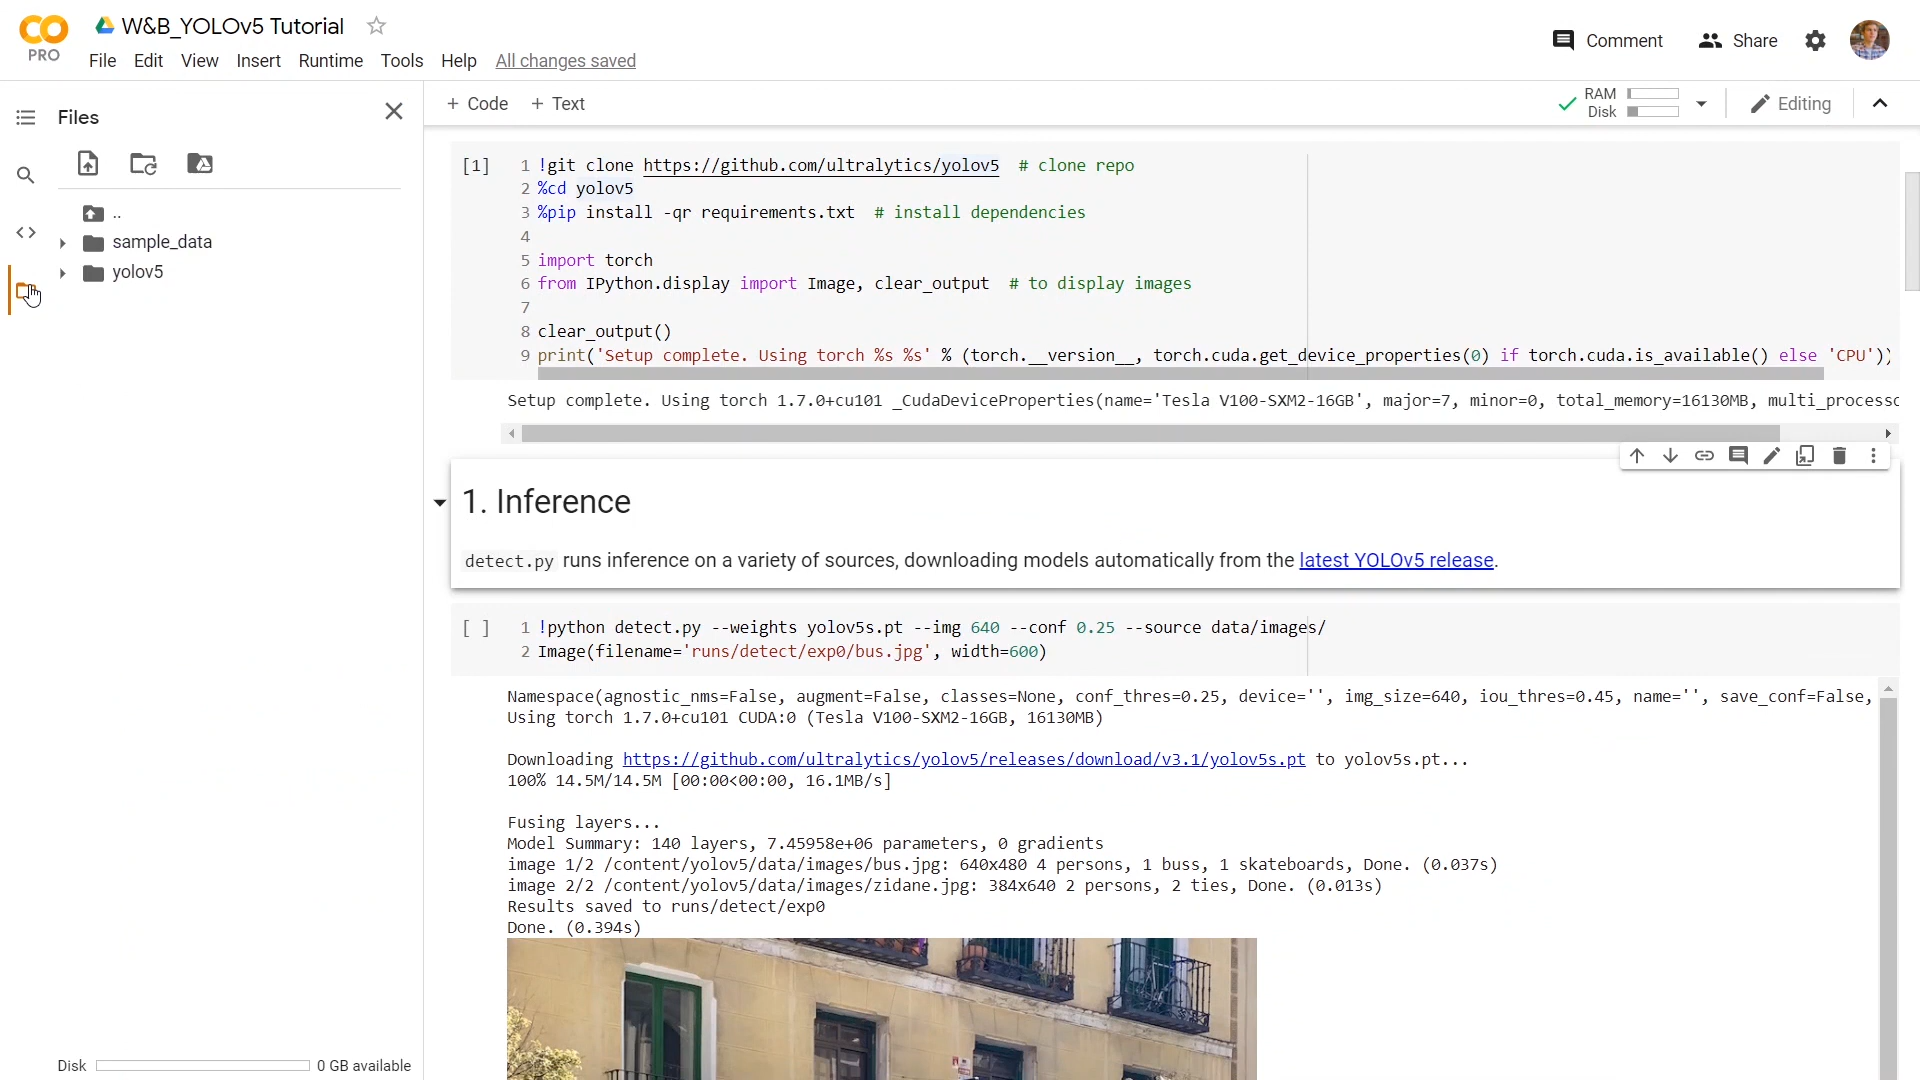 W&B_YOLOv5 Tutorial
PRO
File Edit View Insert Runtime Tools Help All changes saved
Comment Share
Files
+ Code + Text
RAM
Disk
Editing
..
sample_data
yolov5
[1] 1 !git clone https://github.com/ultralytics/yolov5 # clone repo
2 %cd yolov5
3 %pip install -qr requirements.txt # install dependencies
4
5 import torch
6 from IPython.display import Image, clear_output # to display images
7
8 clear_output()
9 print('Setup complete. Using torch %s %s' % (torch.__version__, torch.cuda.get_device_properties(0) if torch.cuda.is_available() else 'CPU'))
Setup complete. Using torch 1.7.0+cu101 _CudaDeviceProperties(name='Tesla V100-SXM2-16GB', major=7, minor=0, total_memory=16130MB, multi_processc
1. Inference
detect.py runs inference on a variety of sources, downloading models automatically from the latest YOLOv5 release.
[ ] 1 !python detect.py --weights yolov5s.pt --img 640 --conf 0.25 --source data/images/
2 Image(filename='runs/detect/exp0/bus.jpg', width=600)
Namespace(agnostic_nms=False, augment=False, classes=None, conf_thres=0.25, device='', img_size=640, iou_thres=0.45, name='', save_conf=False,
Using torch 1.7.0+cu101 CUDA:0 (Tesla V100-SXM2-16GB, 16130MB)
Downloading https://github.com/ultralytics/yolov5/releases/download/v3.1/yolov5s.pt to yolov5s.pt...
100% 14.5M/14.5M [00:00<00:00, 16.1MB/s]
Fusing layers...
Model Summary: 140 layers, 7.45958e+06 parameters, 0 gradients
image 1/2 /content/yolov5/data/images/bus.jpg: 640x480 4 persons, 1 buss, 1 skateboards, Done. (0.037s)
image 2/2 /content/yolov5/data/images/zidane.jpg: 384x640 2 persons, 2 ties, Done. (0.013s)
Results saved to runs/detect/exp0
Done. (0.394s)
Disk 0 GB available